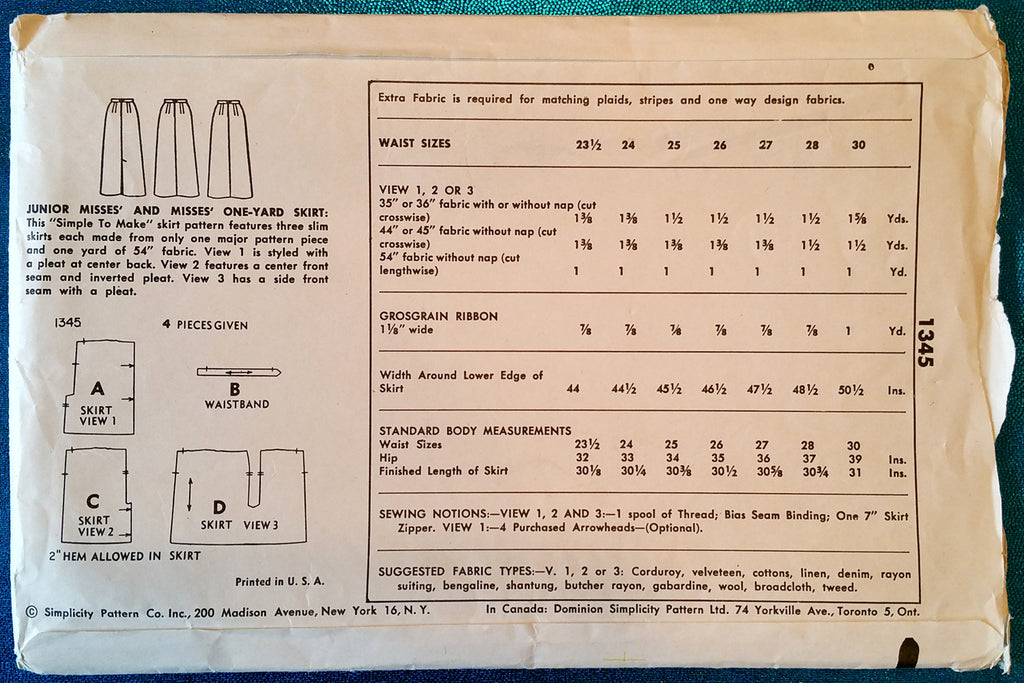 JUNIOR MISSES' AND MISSES' ONE-YARD SKIRT:
This "Simple To Make" skirt pattern features three slim
skirts each made from only one major pattern piece
and one yard of 54" fabric. View 1 is styled with
a pleat at center back. View 2 features a center front
seam and inverted pleat. View 3 has a side front
seam with a pleat.
1345
4 PIECES GIVEN
A
SKIRT
VIEW 1
B
WAISTBAND
C
SKIRT
VIEW 2
D
SKIRT VIEW 3
2" HEM ALLOWED IN SKIRT
Printed in U. S. A.
Extra Fabric is required for matching plaids, stripes and one way design fabrics.
WAIST SIZES 23½ 24 25 26 27 28 30
VIEW 1, 2 OR 3
35" or 36" fabric with or without nap (cut
crosswise) 1⅜ 1⅜ 1½ 1½ 1½ 1½ 1⅝ Yds.
44" or 45" fabric without nap (cut
crosswise) 1⅜ 1⅜ 1⅜ 1⅜ 1⅜ 1½ 1½ Yds.
54" fabric without nap (cut
lengthwise) 1 1 1 1 1 1 1 Yd.
GROSGRAIN RIBBON
1⅛" wide ⅞ ⅞ ⅞ ⅞ ⅞ ⅞ 1 Yd.
Width Around Lower Edge of
Skirt 44 44½ 45½ 46½ 47½ 48½ 50½ Ins.
STANDARD BODY MEASUREMENTS
Waist Sizes 23½ 24 25 26 27 28 30
Hip 32 33 34 35 36 37 39 Ins.
Finished Length of Skirt 30⅛ 30¼ 30⅜ 30½ 30⅝ 30¾ 31 Ins.
SEWING NOTIONS:—VIEW 1, 2 AND 3:—1 spool of Thread; Bias Seam Binding; One 7" Skirt
Zipper. VIEW 1:—4 Purchased Arrowheads—(Optional).
SUGGESTED FABRIC TYPES:—V. 1, 2 or 3: Corduroy, velveteen, cottons, linen, denim, rayon
suiting, bengaline, shantung, butcher rayon, gabardine, wool, broadcloth, tweed.
1345
© Simplicity Pattern Co. Inc., 200 Madison Avenue, New York 16, N. Y.
In Canada: Dominion Simplicity Pattern Ltd. 74 Yorkville Ave., Toronto 5, Ont.